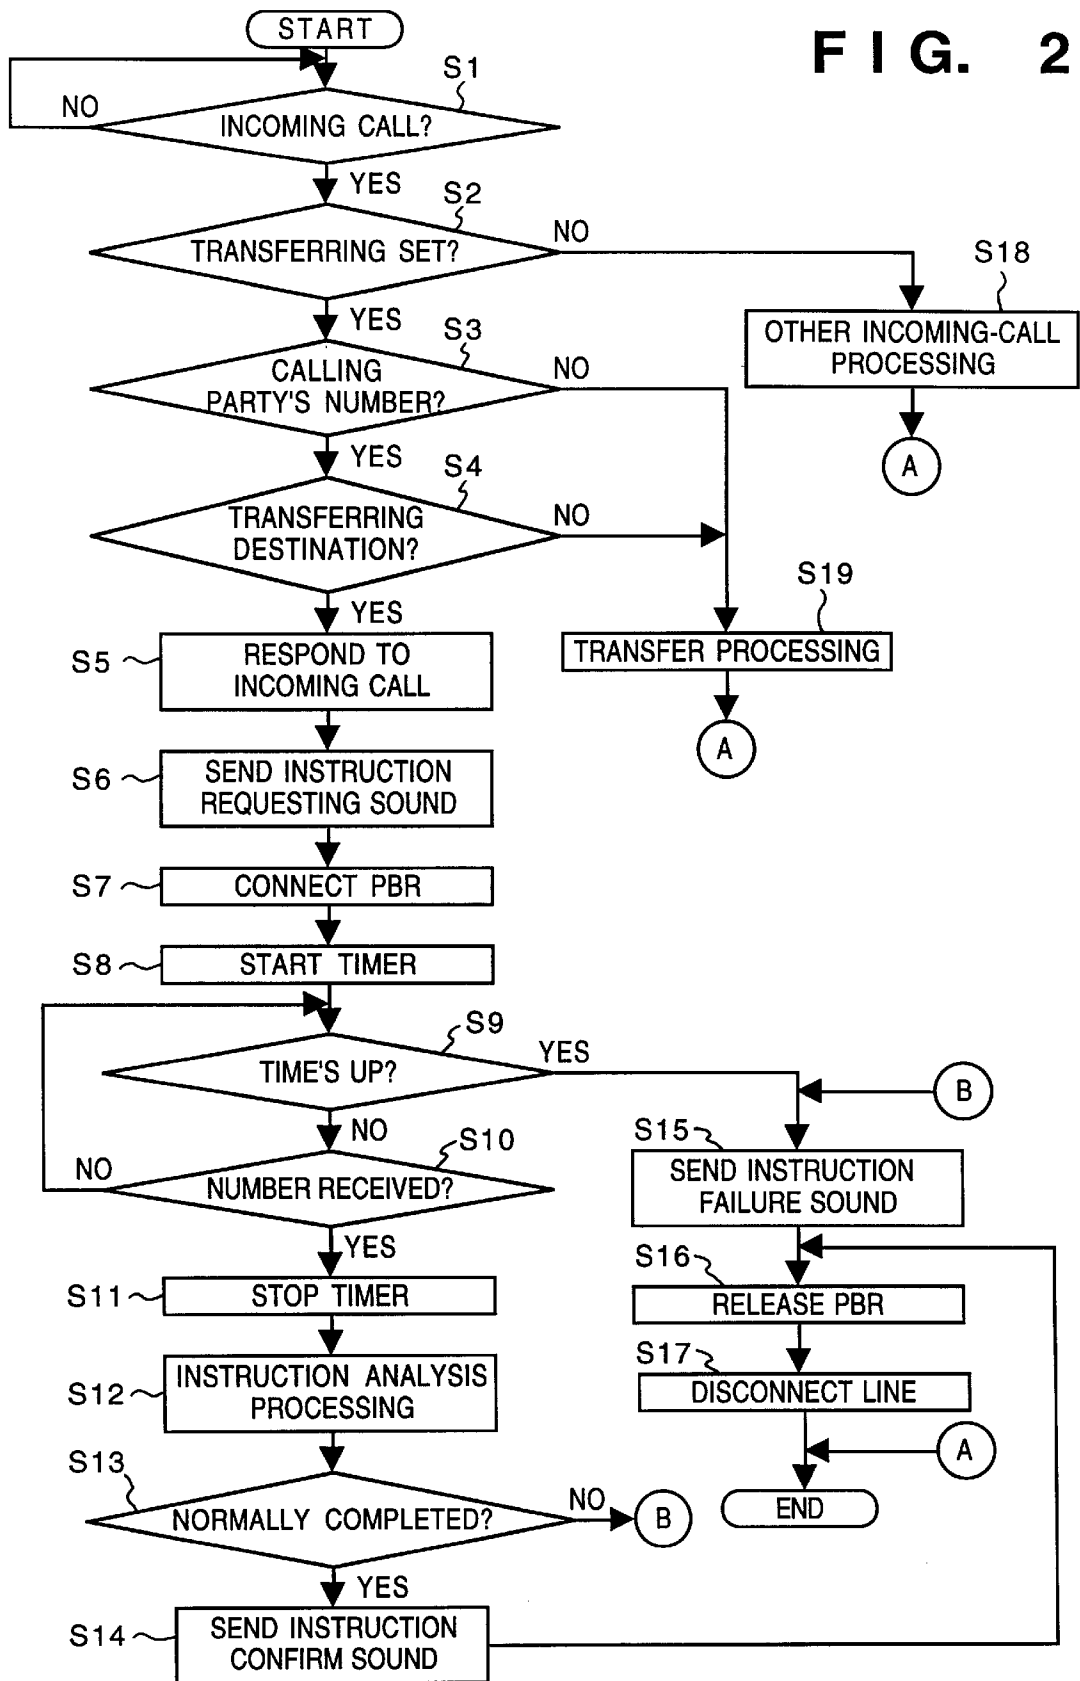 START
FIG. 2
S1
NO
INCOMING CALL?
YES
S2
NO
TRANSFERRING SET?
S18
YES
OTHER INCOMING-CALL
PROCESSING
S3
CALLING
PARTY'S NUMBER?
NO
A
YES
S4
TRANSFERRING
DESTINATION?
NO
S19
YES
TRANSFER PROCESSING
S5
RESPOND TO
INCOMING CALL
A
S6
SEND INSTRUCTION
REQUESTING SOUND
S7
CONNECT PBR
S8
START TIMER
S9
TIME'S UP?
YES
B
NO
S10
S15
NO
NUMBER RECEIVED?
SEND INSTRUCTION
FAILURE SOUND
YES
S16
S11
STOP TIMER
RELEASE PBR
S12
INSTRUCTION ANALYSIS
PROCESSING
S17
DISCONNECT LINE
S13
A
NORMALLY COMPLETED?
NO
B
END
YES
S14
SEND INSTRUCTION
CONFIRM SOUND